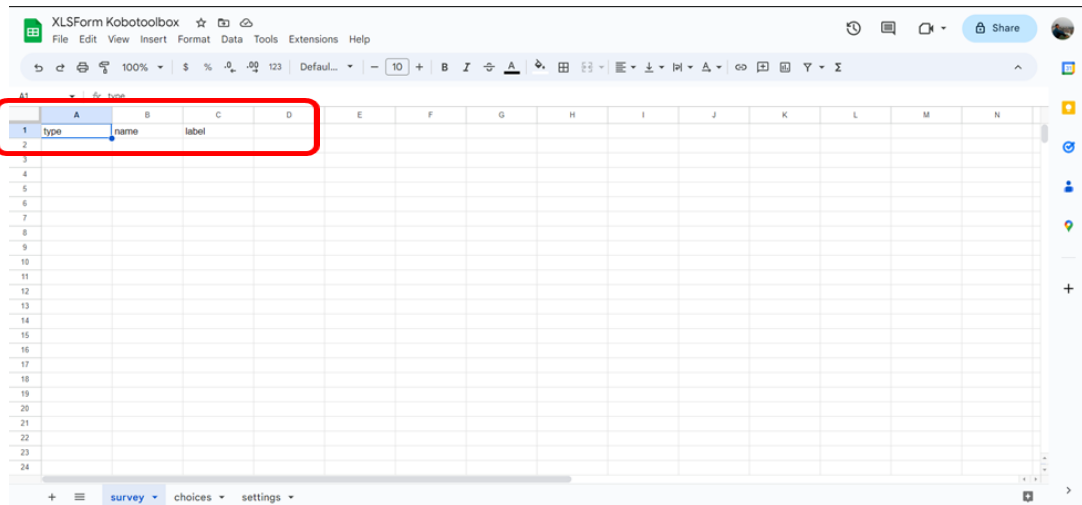 XLSForm Kobotoolbox
File Edit View Insert Format Data Tools Extensions Help
Share
100% $ % .0 .00 123 Defaul... − 10 + B I A Σ
A1 fx type
A B C D E F G H I J K L M N
1 type name label
2
3
4
5
6
7
8
9
10
11
12
13
14
15
16
17
18
19
20
21
22
23
24
+ survey choices settings